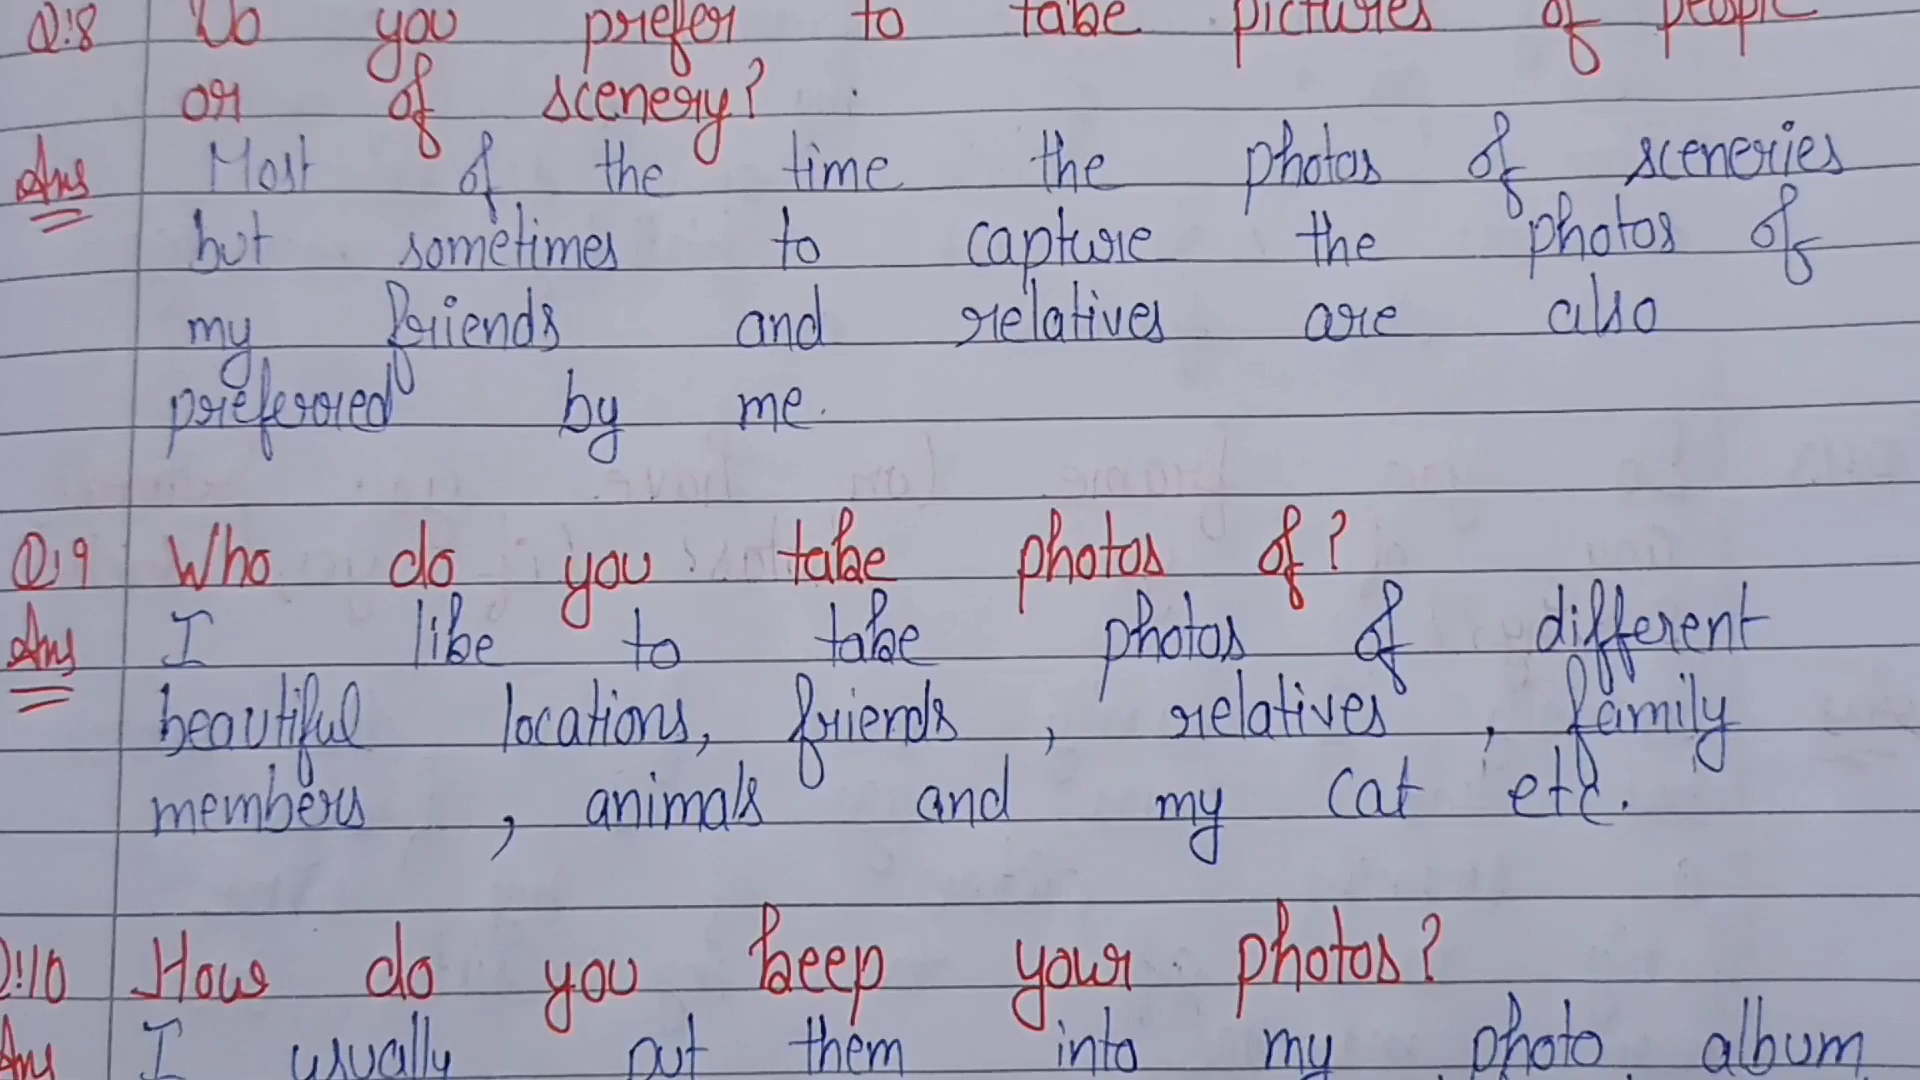 Q:8 Do you prefer to take pictures of people
or of scenery?
Ans Most of the time the photos of sceneries
but sometimes to capture the photos of
my friends and relatives are also
preferred by me.
Q:9 Who do you take photos of?
Ans I like to take photos of different
beautiful locations, friends, relatives, family
members, animals and my cat etc.
Q:10 How do you keep your photos?
Ans I usually put them into my photo album